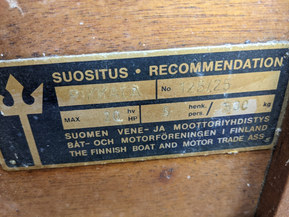 SUOSITUS · RECOMMENDATION
No
MAX hv HP henk. pers. / kg
SUOMEN VENE- JA MOOTTORIYHDISTYS
BÅT- OCH MOTORFÖRENINGEN I FINLAND
THE FINNISH BOAT AND MOTOR TRADE ASS